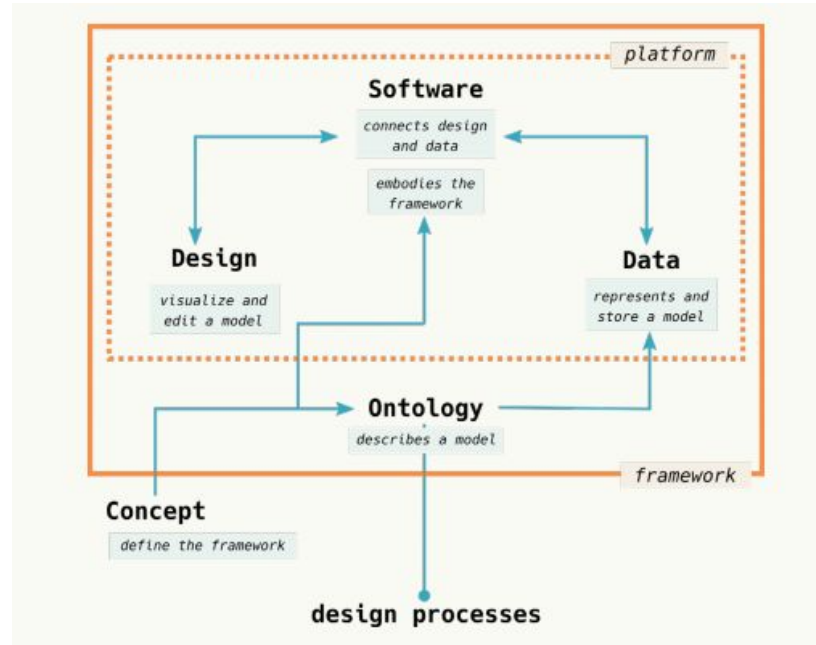 platform
Software
connects design
and data
embodies the
framework
Design
visualize and
edit a model
Data
represents and
store a model
Ontology
describes a model
framework
Concept
define the framework
design processes